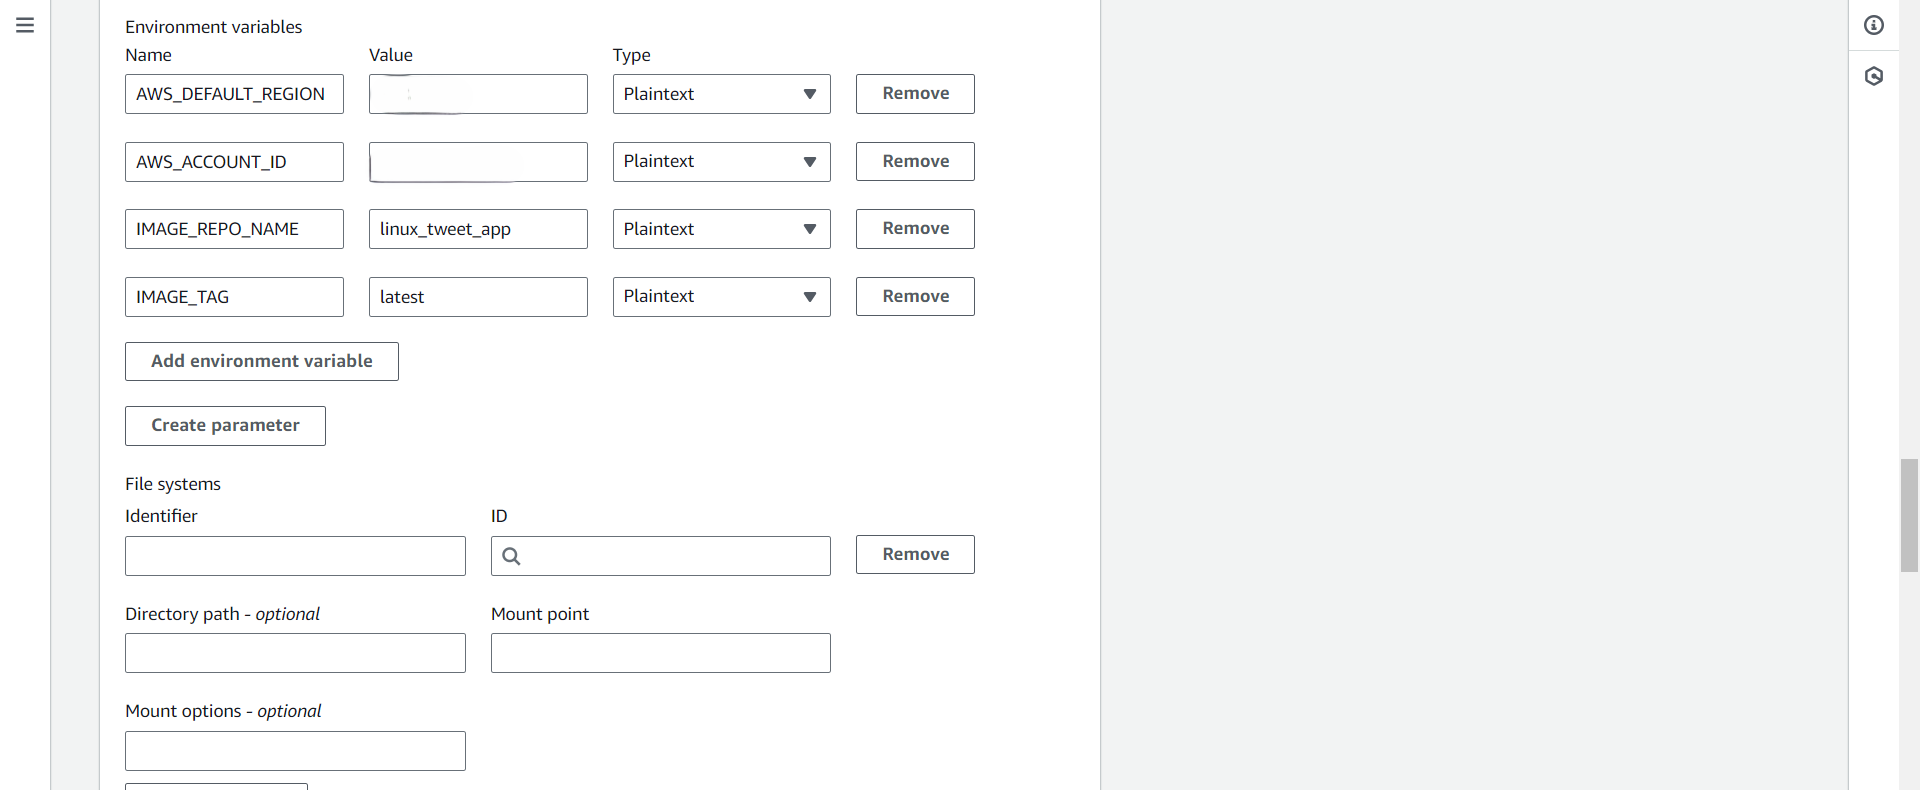 Environment variables
Name Value Type
AWS_DEFAULT_REGION Plaintext Remove
AWS_ACCOUNT_ID Plaintext Remove
IMAGE_REPO_NAME linux_tweet_app Plaintext Remove
IMAGE_TAG latest Plaintext Remove
Add environment variable
Create parameter
File systems
Identifier ID
Remove
Directory path - optional Mount point
Mount options - optional